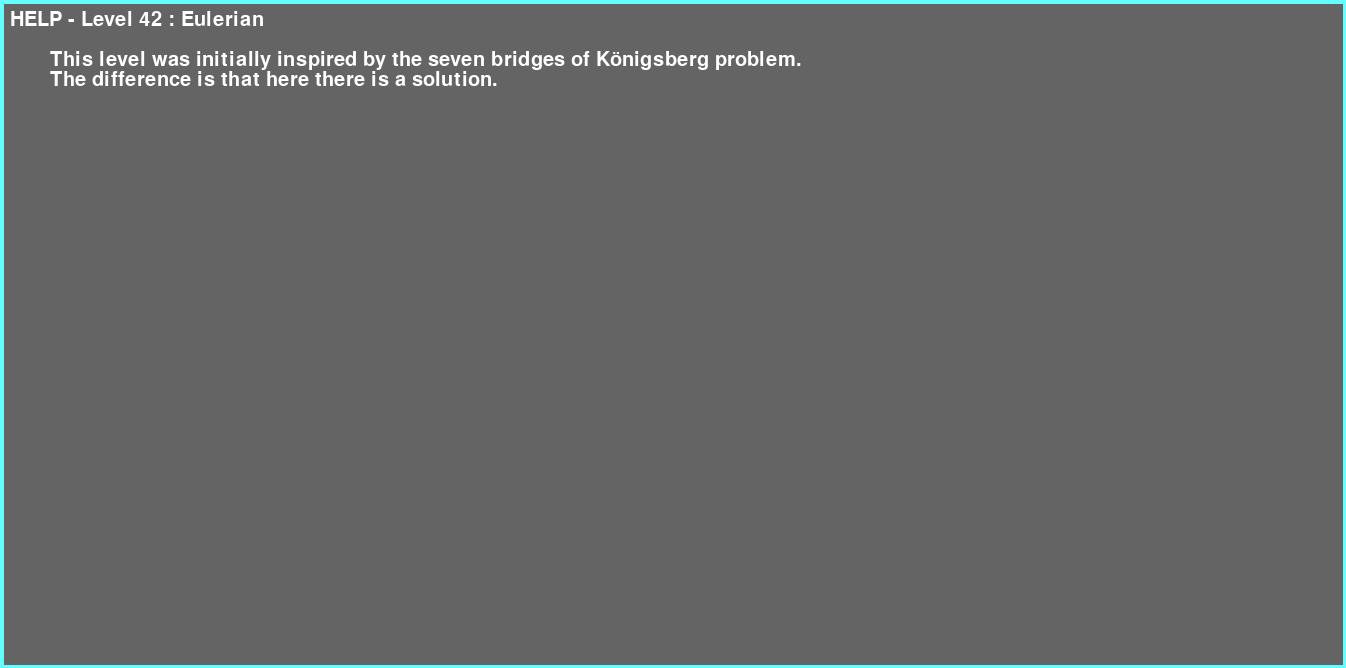 HELP - Level 42 : Eulerian
This level was initially inspired by the seven bridges of Königsberg problem.
The difference is that here there is a solution.